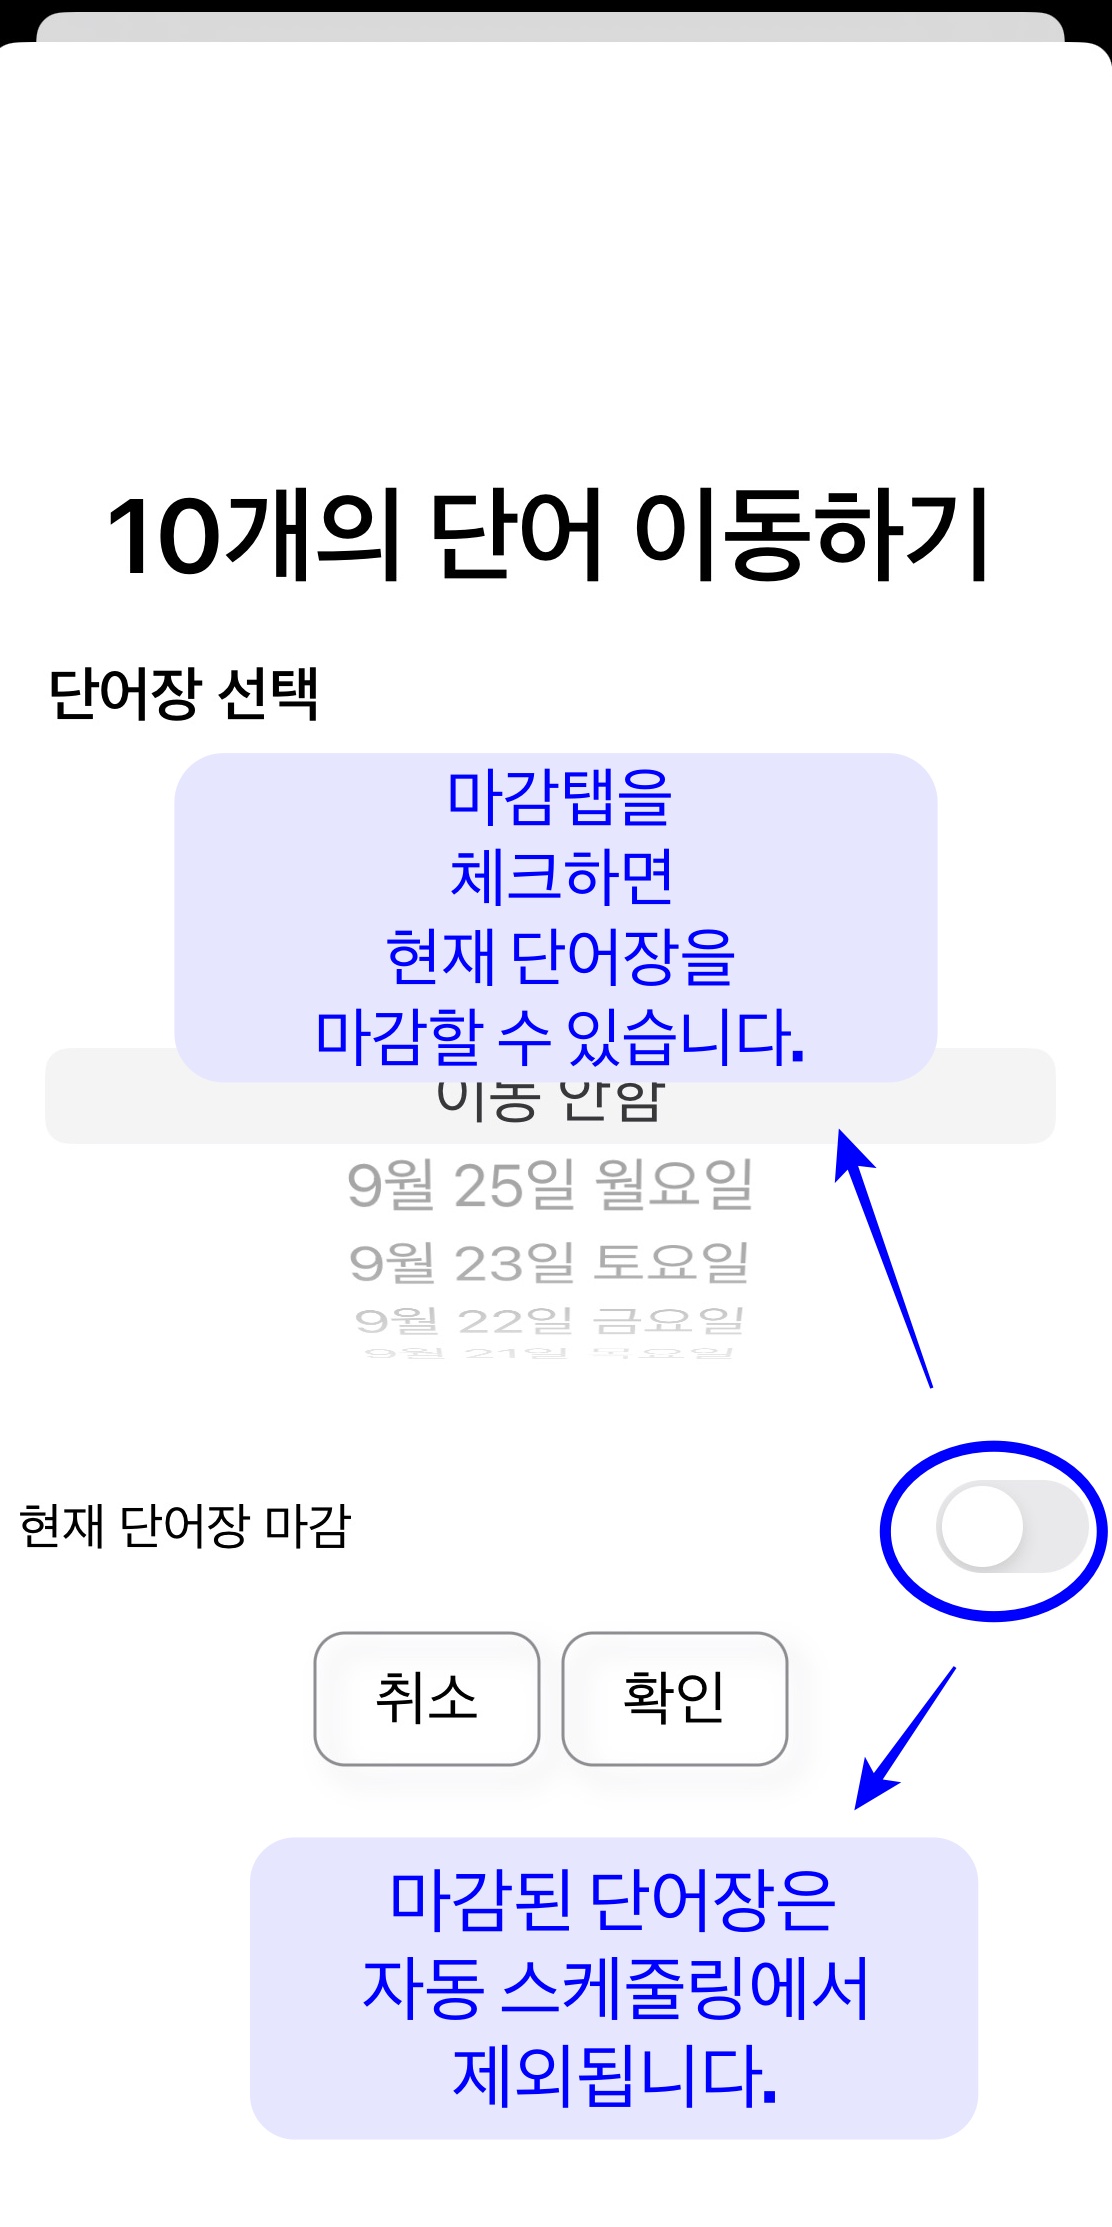 10개의 단어 이동하기
단어장 선택
마감탭을
체크하면
현재 단어장을
마감할 수 있습니다.
이동 안함
9월 25일 월요일
9월 23일 토요일
9월 22일 금요일
9월 21일 목요일
현재 단어장 마감
취소
확인
마감된 단어장은
자동 스케줄링에서
제외됩니다.